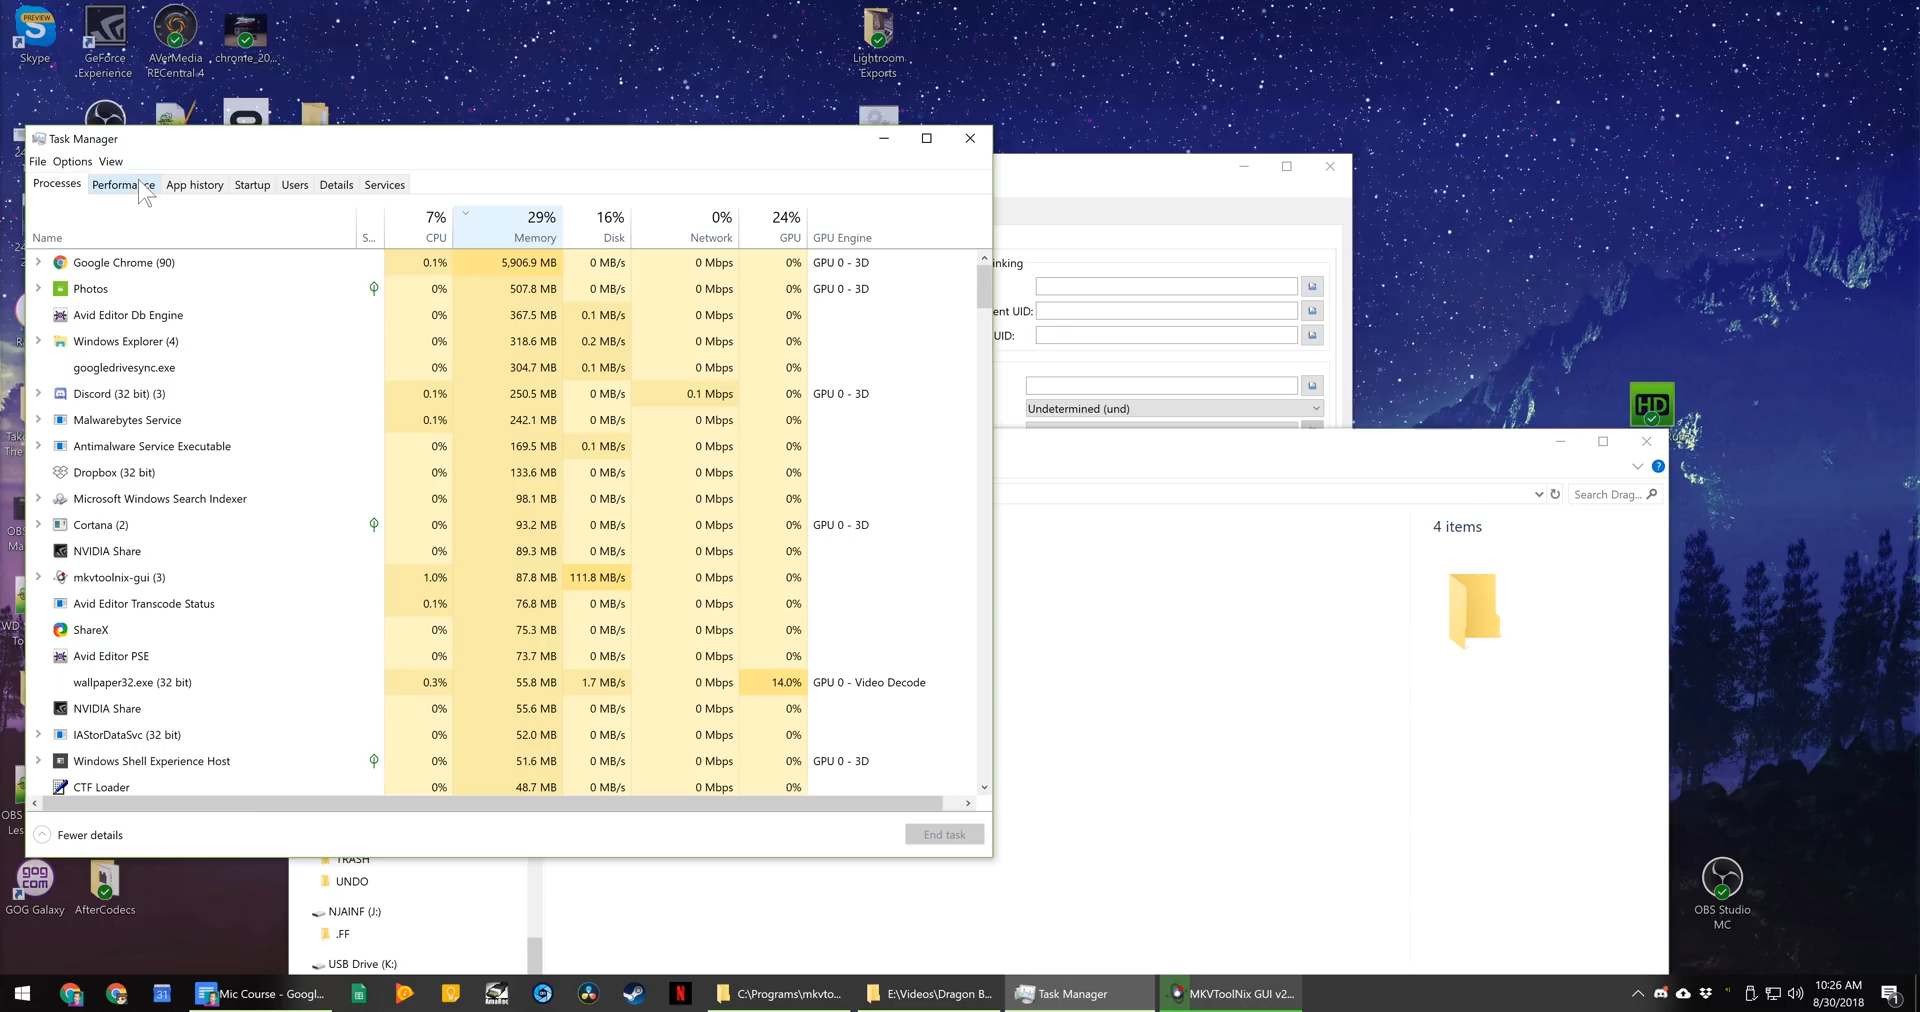 PREVIEW
Skype
GeForce
Experience
AVerMedia
RECentral 4
chrome_20...
Lightroom
Exports
Task Manager
File Options View
Processes Performance App history Startup Users Details Services
7% 29% 16% 0% 24%
Name S... CPU Memory Disk Network GPU GPU Engine
Google Chrome (90) 0.1% 5,906.9 MB 0 MB/s 0 Mbps 0% GPU 0 - 3D
Photos 0% 507.8 MB 0 MB/s 0 Mbps 0% GPU 0 - 3D
Avid Editor Db Engine 0% 367.5 MB 0.1 MB/s 0 Mbps 0%
Windows Explorer (4) 0% 318.6 MB 0.2 MB/s 0 Mbps 0%
googledrivesync.exe 0% 304.7 MB 0.1 MB/s 0 Mbps 0%
Discord (32 bit) (3) 0.1% 250.5 MB 0 MB/s 0.1 Mbps 0% GPU 0 - 3D
Malwarebytes Service 0.1% 242.1 MB 0 MB/s 0 Mbps 0%
Antimalware Service Executable 0% 169.5 MB 0.1 MB/s 0 Mbps 0%
Dropbox (32 bit) 0% 133.6 MB 0 MB/s 0 Mbps 0%
Microsoft Windows Search Indexer 0% 98.1 MB 0 MB/s 0 Mbps 0%
Cortana (2) 0% 93.2 MB 0 MB/s 0 Mbps 0% GPU 0 - 3D
NVIDIA Share 0% 89.3 MB 0 MB/s 0 Mbps 0%
mkvtoolnix-gui (3) 1.0% 87.8 MB 111.8 MB/s 0 Mbps 0%
Avid Editor Transcode Status 0.1% 76.8 MB 0 MB/s 0 Mbps 0%
ShareX 0% 75.3 MB 0 MB/s 0 Mbps 0%
Avid Editor PSE 0% 73.7 MB 0 MB/s 0 Mbps 0%
wallpaper32.exe (32 bit) 0.3% 55.8 MB 1.7 MB/s 0 Mbps 14.0% GPU 0 - Video Decode
NVIDIA Share 0% 55.6 MB 0 MB/s 0 Mbps 0%
IAStorDataSvc (32 bit) 0% 52.0 MB 0 MB/s 0 Mbps 0%
Windows Shell Experience Host 0% 51.6 MB 0 MB/s 0 Mbps 0% GPU 0 - 3D
CTF Loader 0% 48.7 MB 0 MB/s 0 Mbps 0%
Fewer details
End task
inking
ent UID:
UID:
Undetermined (und)
HD
Search Drag...
4 items
TRASH
UNDO
NJAINF (J:)
.FF
USB Drive (K:)
gog
com
GOG Galaxy
AfterCodecs
OBS Studio
MC
31
Mic Course - Googl...
C:\Programs\mkvto...
E:\Videos\Dragon B...
Task Manager
MKVToolNix GUI v2...
10:26 AM
8/30/2018
1